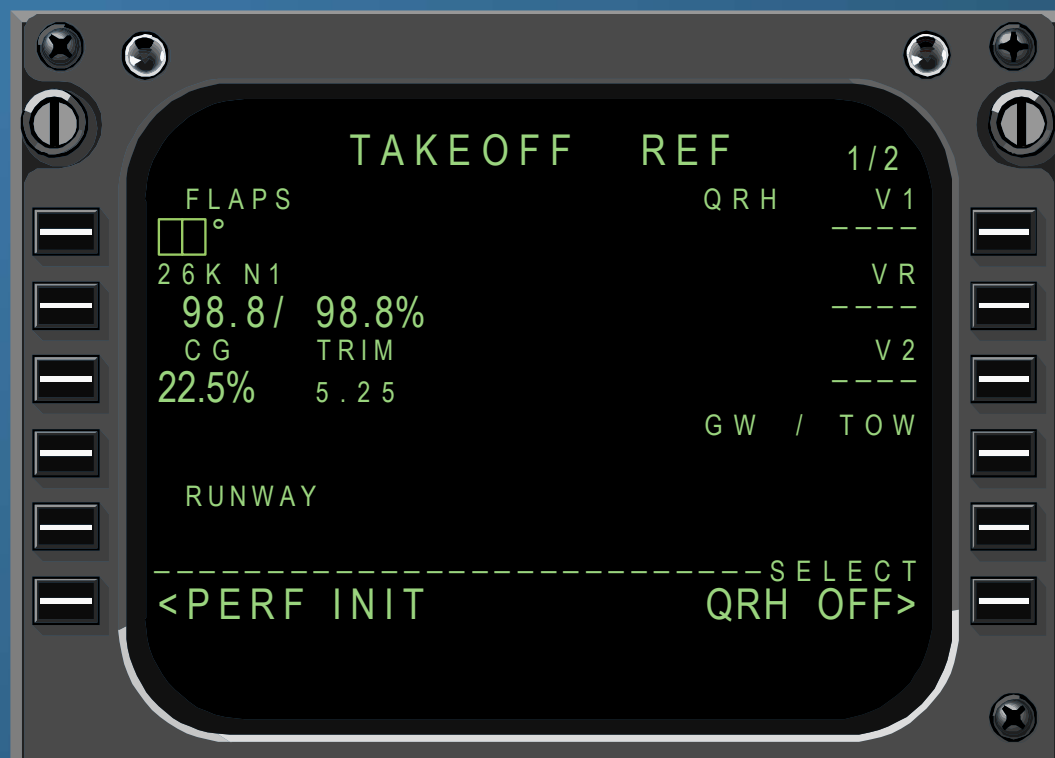 TAKEOFF REF 1/2
FLAPS QRH V1
□□° ----
26K N1 VR
98.8/ 98.8% ----
CG TRIM V2
22.5% 5.25 ----
GW / TOW
RUNWAY
---------------------------SELECT
<PERF INIT QRH OFF>